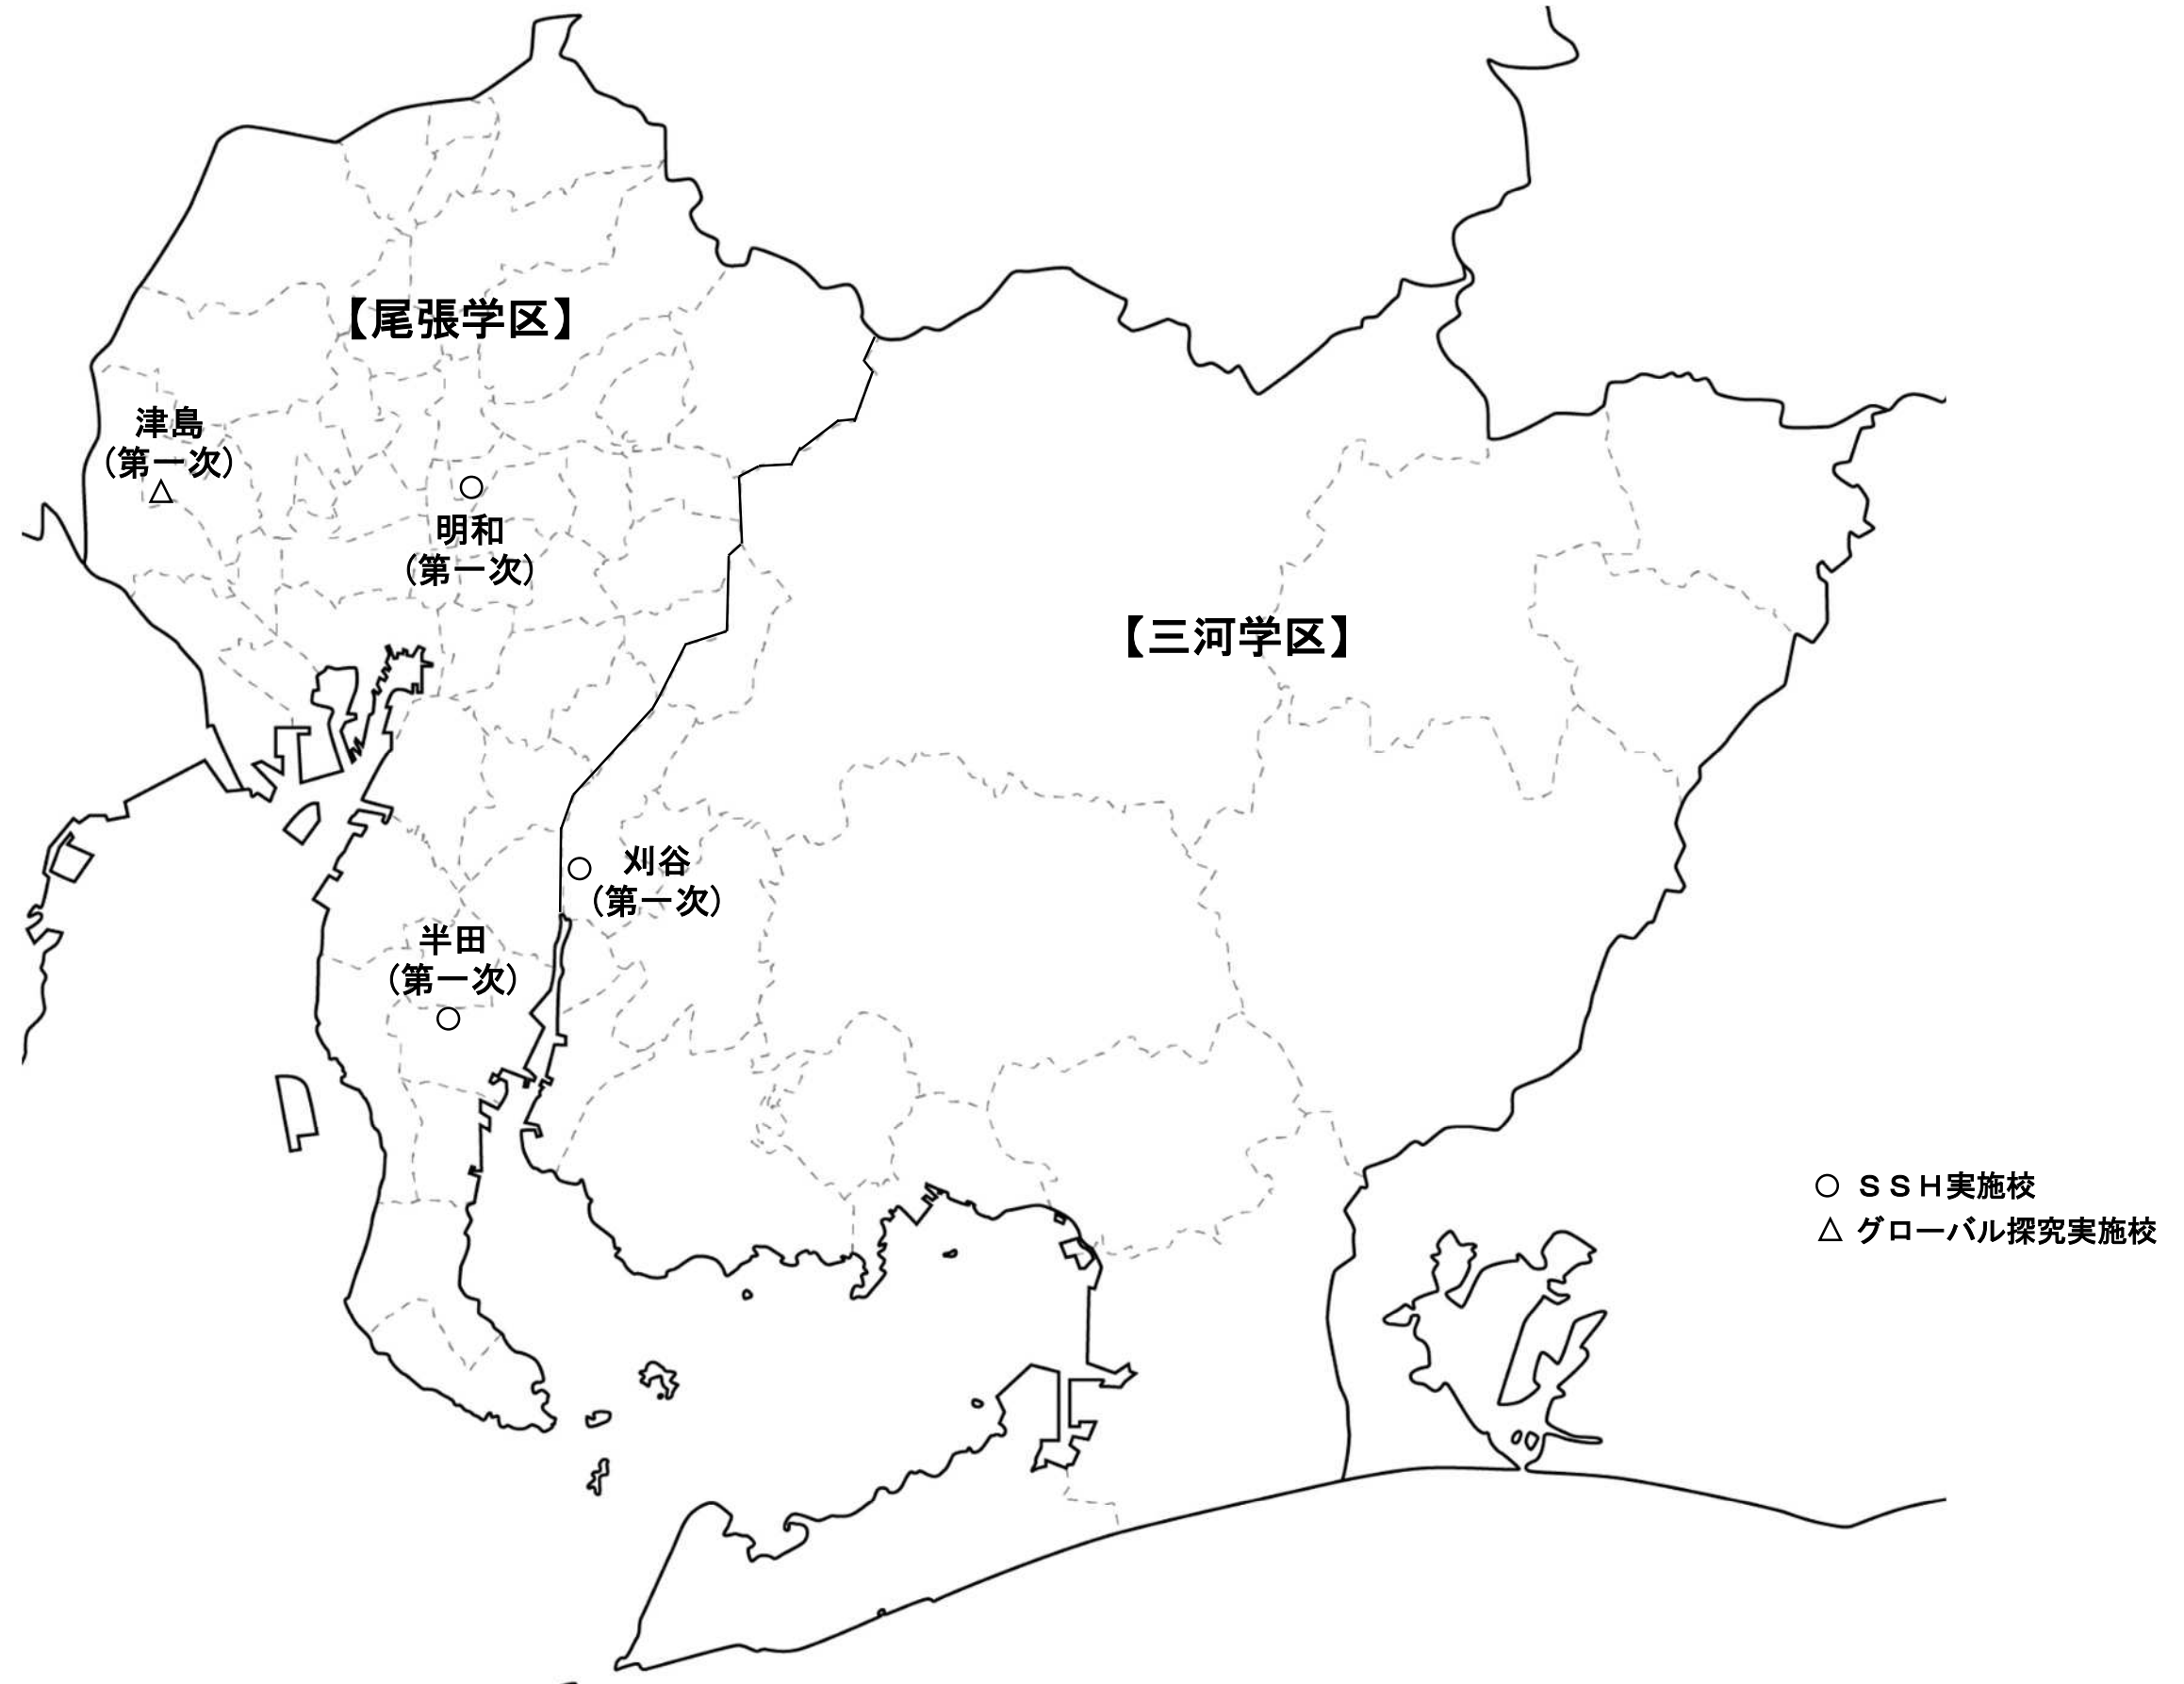 【尾張学区】
津島
（第一次）
△
○
明和
（第一次）
【三河学区】
○ 刈谷
（第一次）
半田
（第一次）
○
○ ＳＳＨ実施校
△ グローバル探究実施校